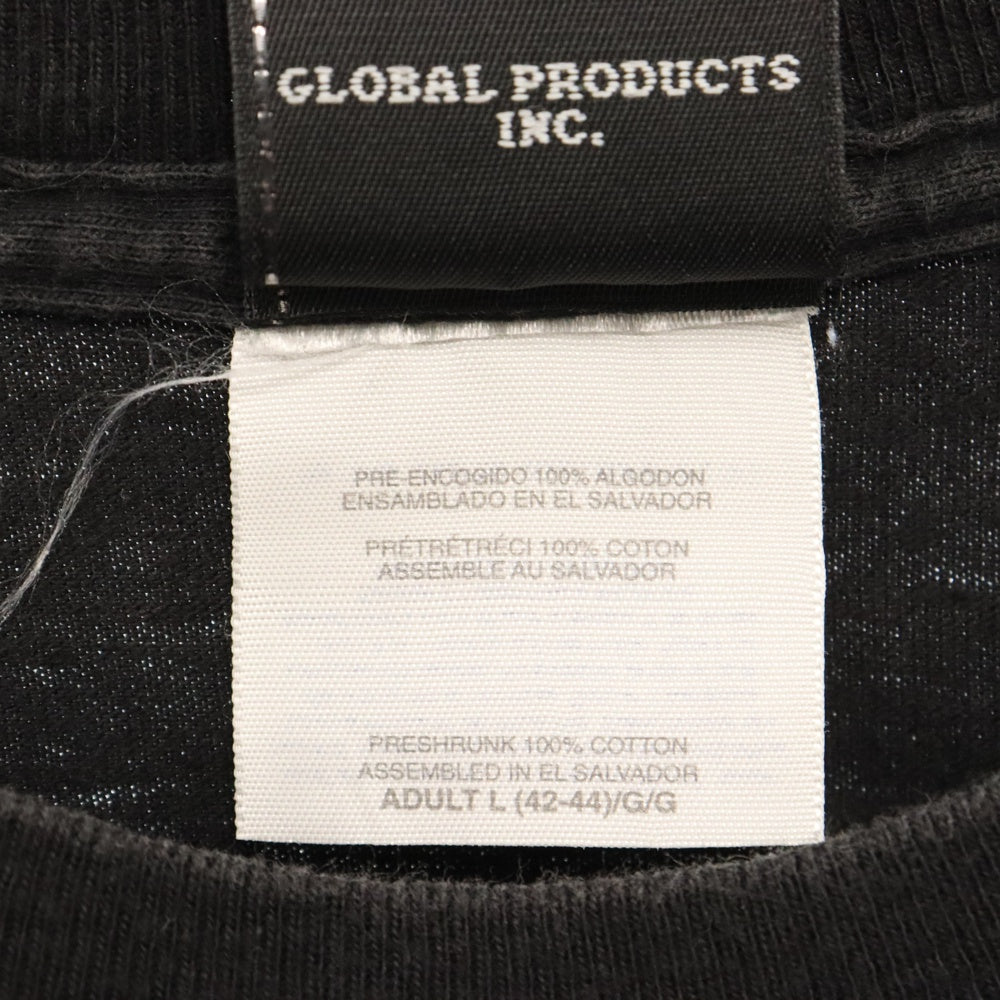 GLOBAL PRODUCTS
INC.
PRE-ENCOGIDO 100% ALGODON
ENSAMBLADO EN EL SALVADOR
PRÉTRÉTRÉCI 100% COTON
ASSEMBLE AU SALVADOR
PRESHRUNK 100% COTTON
ASSEMBLED IN EL SALVADOR
ADULT L (42-44)/G/G